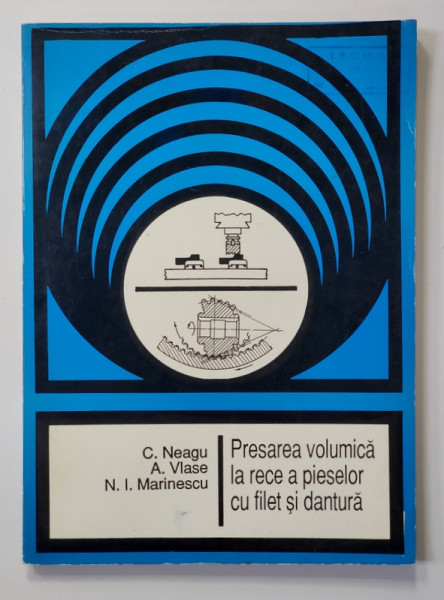 C. Neagu
A. Vlase
N. I. Marinescu
Presarea volumică
la rece a pieselor
cu filet și dantură